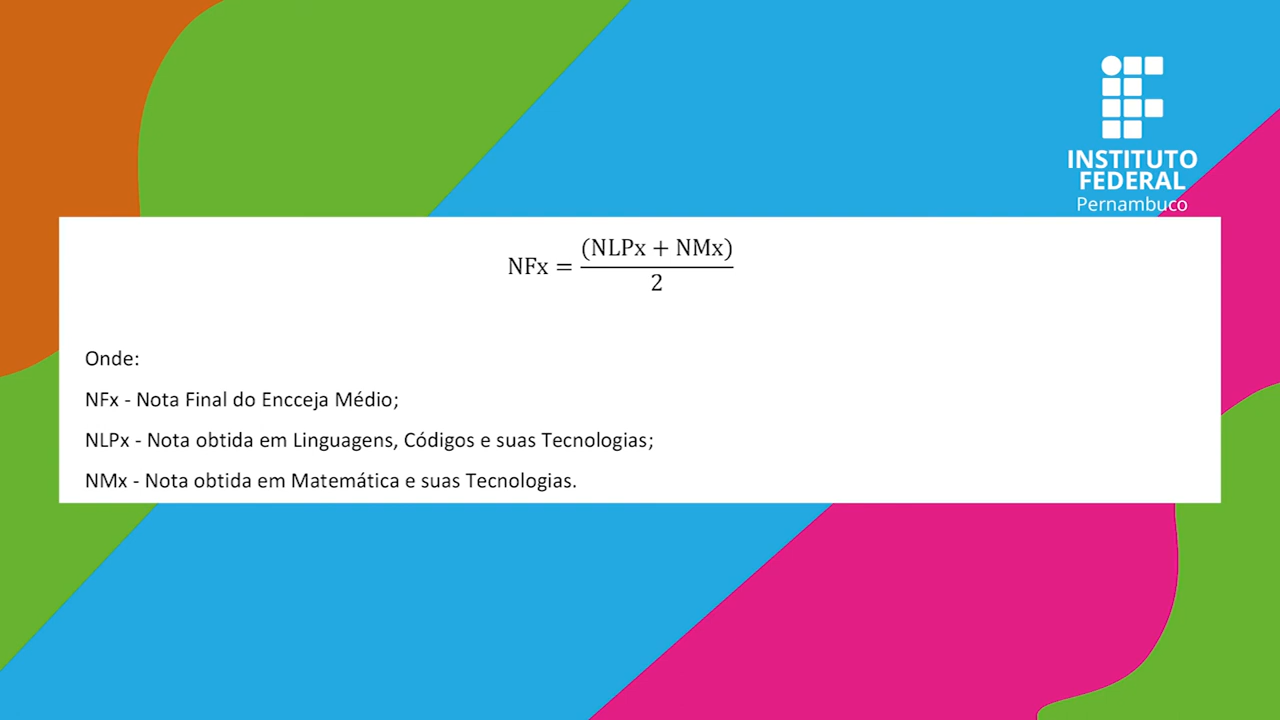 INSTITUTO
FEDERAL
Pernambuco
NFx = (NLPx + NMx) / 2
Onde:
NFx - Nota Final do Encceja Médio;
NLPx - Nota obtida em Linguagens, Códigos e suas Tecnologias;
NMx - Nota obtida em Matemática e suas Tecnologias.